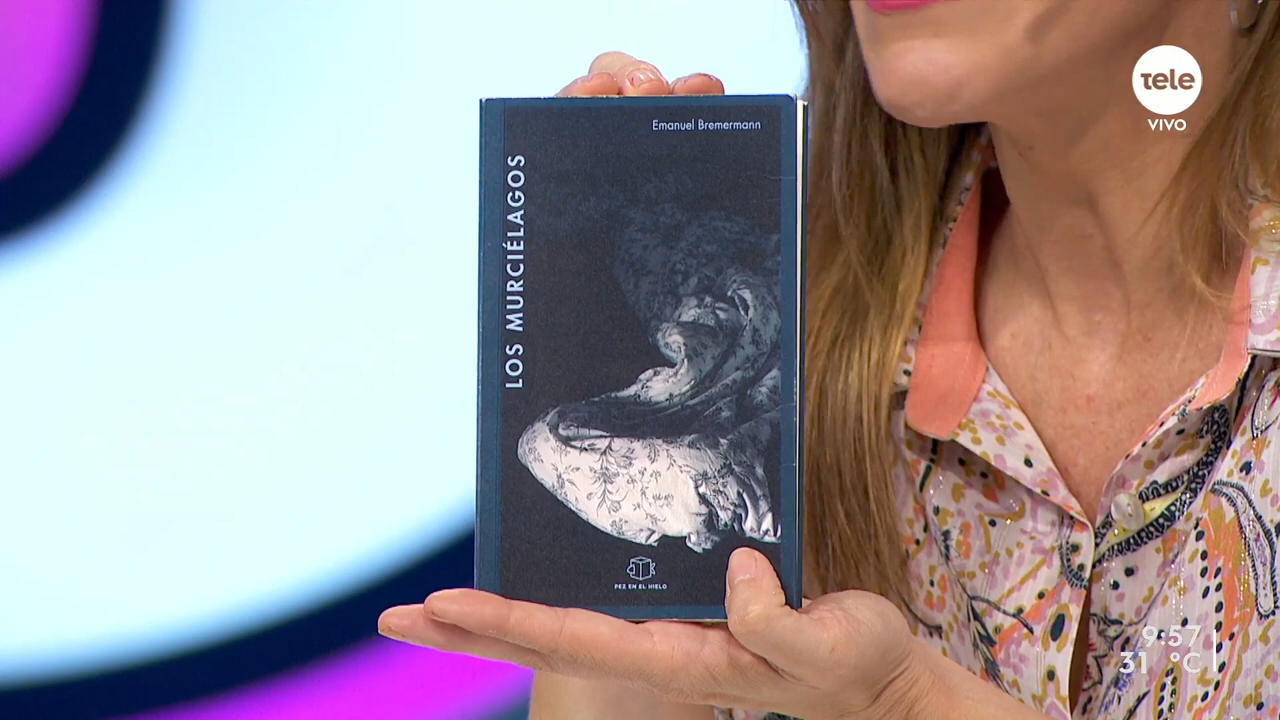 Emanuel Bremermann
LOS MURCIÉLAGOS
PEZ EN EL HIELO
tele
VIVO
9:57
31 °C